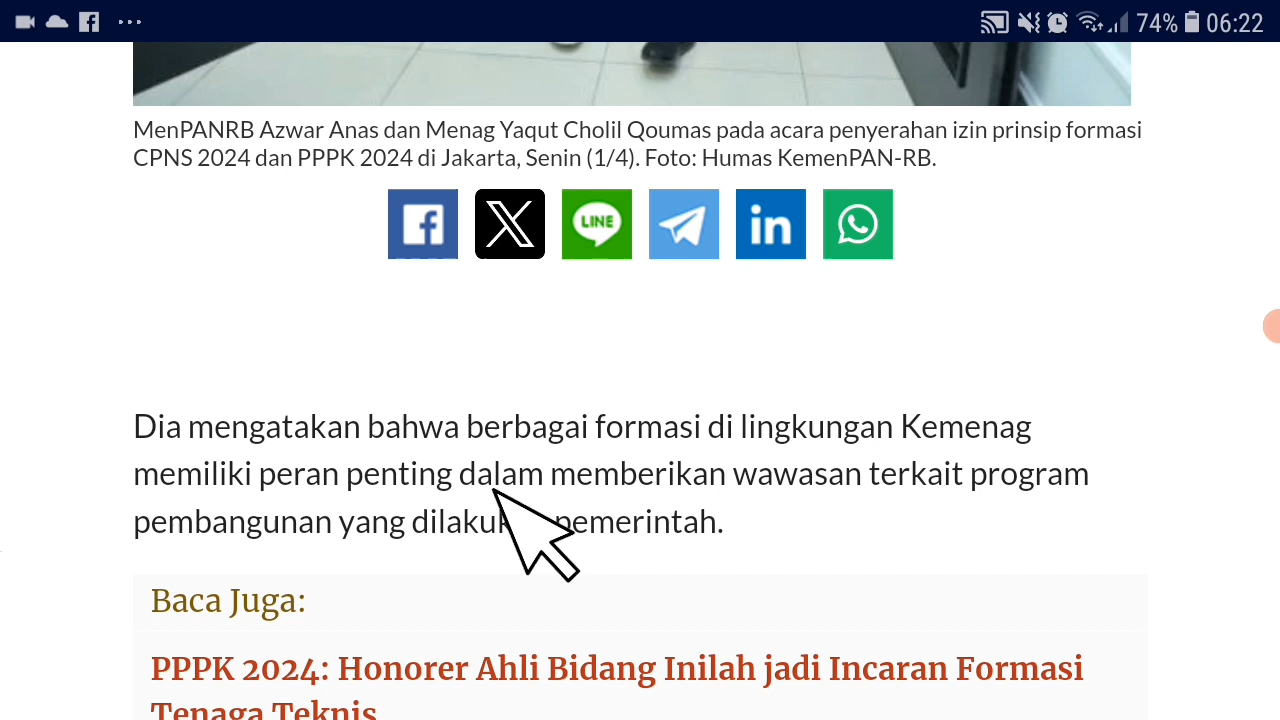 74% 06:22
MenPANRB Azwar Anas dan Menag Yaqut Cholil Qoumas pada acara penyerahan izin prinsip formasi
CPNS 2024 dan PPPK 2024 di Jakarta, Senin (1/4). Foto: Humas KemenPAN-RB.
LINE
Dia mengatakan bahwa berbagai formasi di lingkungan Kemenag
memiliki peran penting dalam memberikan wawasan terkait program
pembangunan yang pemerintah.
Baca Juga:
PPPK 2024: Honorer Ahli Bidang Inilah jadi Incaran Formasi
Tenaga Teknis